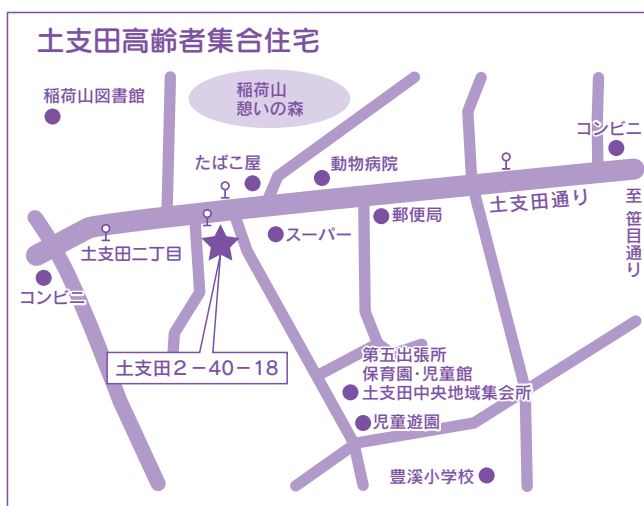 土支田高齢者集合住宅
稲荷山図書館
稲荷山
憩いの森
コンビニ
たばこ屋
動物病院
土支田通り
至 笹目通り
郵便局
スーパー
土支田二丁目
コンビニ
土支田2-40-18
第五出張所
保育園・児童館
土支田中央地域集会所
児童遊園
豊溪小学校